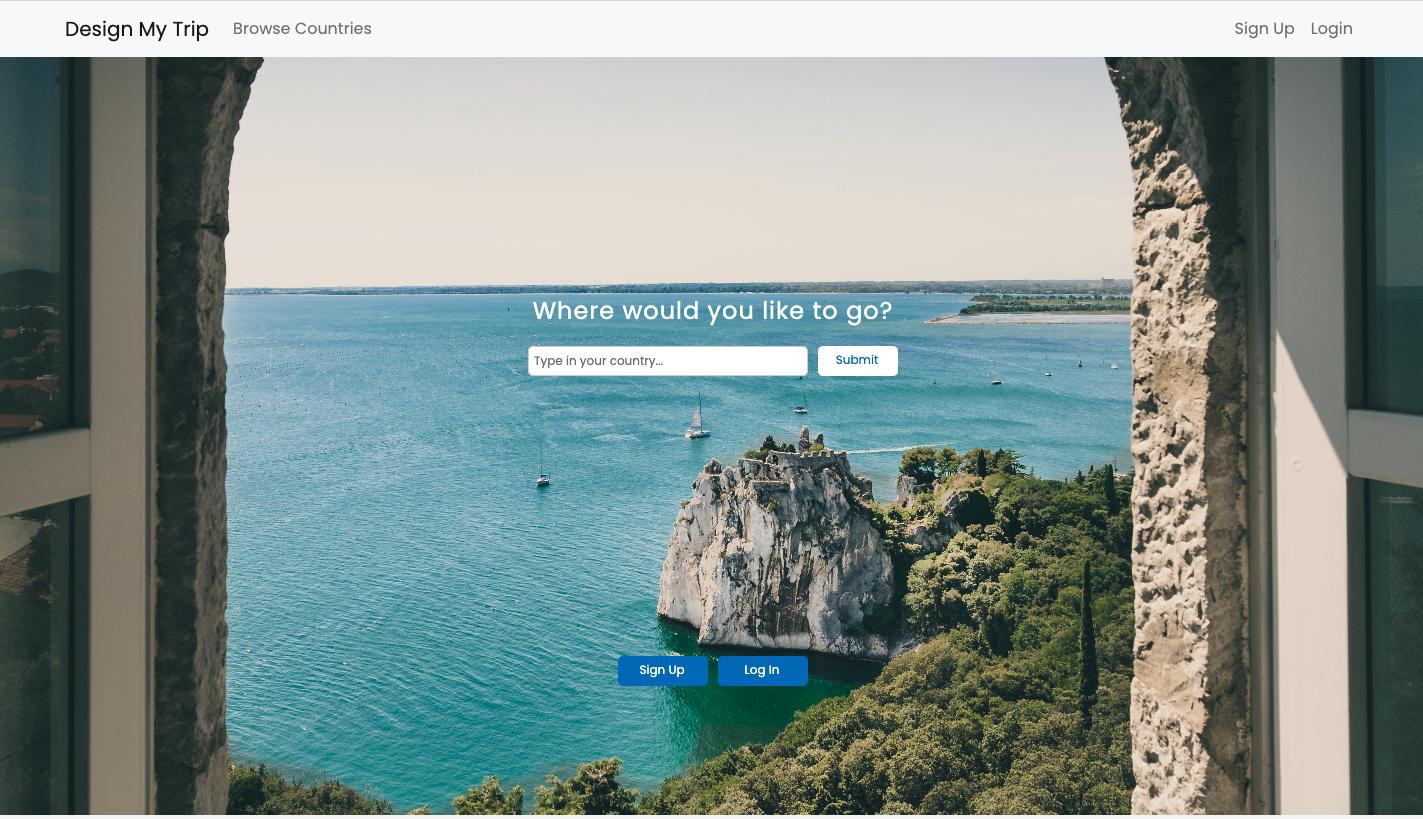 Design My Trip Browse Countries Sign Up Login
Where would you like to go?
Type in your country... Submit
Sign Up Log In